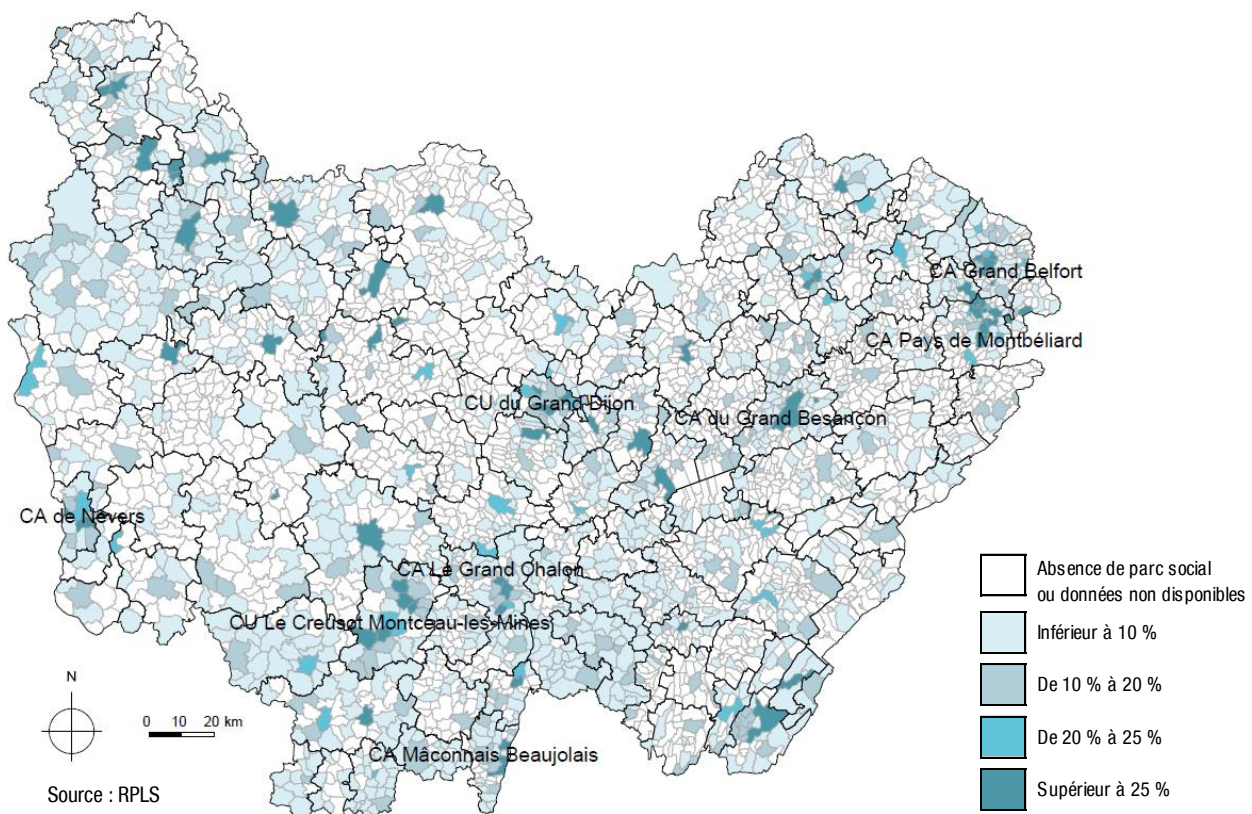 CA Grand Belfort
CA Pays de Montbéliard
CU du Grand Dijon
CA du Grand Besançon
CA de Nevers
CA Le Grand Chalon
CU Le Creusot Montceau-les-Mines
CA Mâconnais Beaujolais
N
0 10 20 km
Source : RPLS
Absence de parc social
ou données non disponibles
Inférieur à 10 %
De 10 % à 20 %
De 20 % à 25 %
Supérieur à 25 %